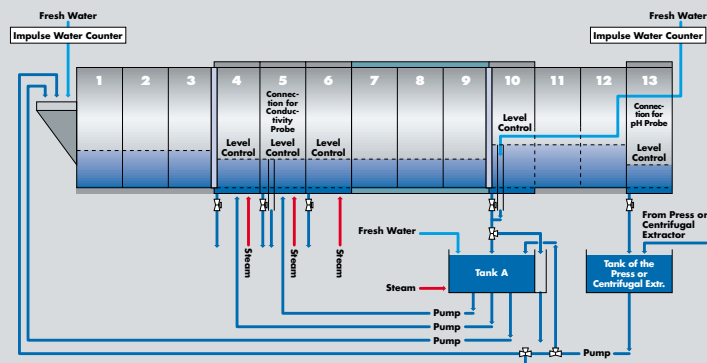 Fresh Water
Impulse Water Counter
Fresh Water
Impulse Water Counter
1
2
3
4
5
6
7
8
9
10
11
12
13
Connec-
tion for
Conduc-
tivity
Probe
Connec-
tion for
pH Probe
Level
Control
Level
Control
Level
Control
Level
Control
Level
Control
Steam
Steam
Steam
Fresh Water
Steam
Tank A
From Press or
Centrifugal
Extractor
Tank of the
Press or
Centrifugal Extr.
Pump
Pump
Pump
Pump